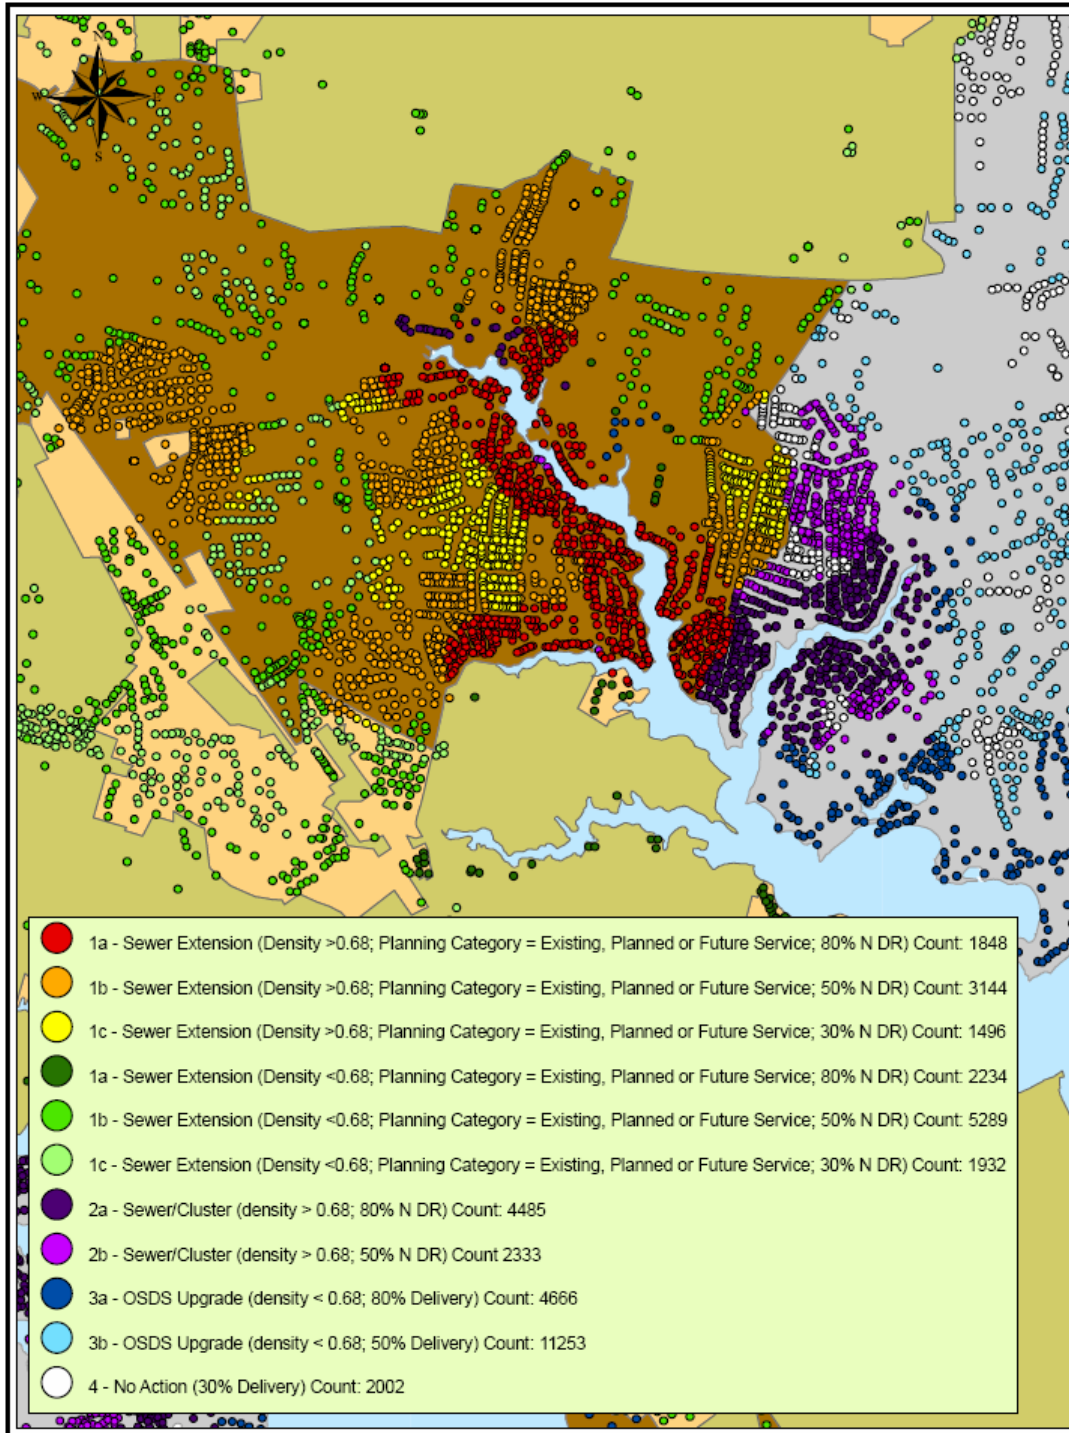 N
W
E
S
1a - Sewer Extension (Density >0.68; Planning Category = Existing, Planned or Future Service; 80% N DR) Count: 1848
1b - Sewer Extension (Density >0.68; Planning Category = Existing, Planned or Future Service; 50% N DR) Count: 3144
1c - Sewer Extension (Density >0.68; Planning Category = Existing, Planned or Future Service; 30% N DR) Count: 1496
1a - Sewer Extension (Density <0.68; Planning Category = Existing, Planned or Future Service; 80% N DR) Count: 2234
1b - Sewer Extension (Density <0.68; Planning Category = Existing, Planned or Future Service; 50% N DR) Count: 5289
1c - Sewer Extension (Density <0.68; Planning Category = Existing, Planned or Future Service; 30% N DR) Count: 1932
2a - Sewer/Cluster (density > 0.68; 80% N DR) Count: 4485
2b - Sewer/Cluster (density > 0.68; 50% N DR) Count 2333
3a - OSDS Upgrade (density < 0.68; 80% Delivery) Count: 4666
3b - OSDS Upgrade (density < 0.68; 50% Delivery) Count: 11253
4 - No Action (30% Delivery) Count: 2002